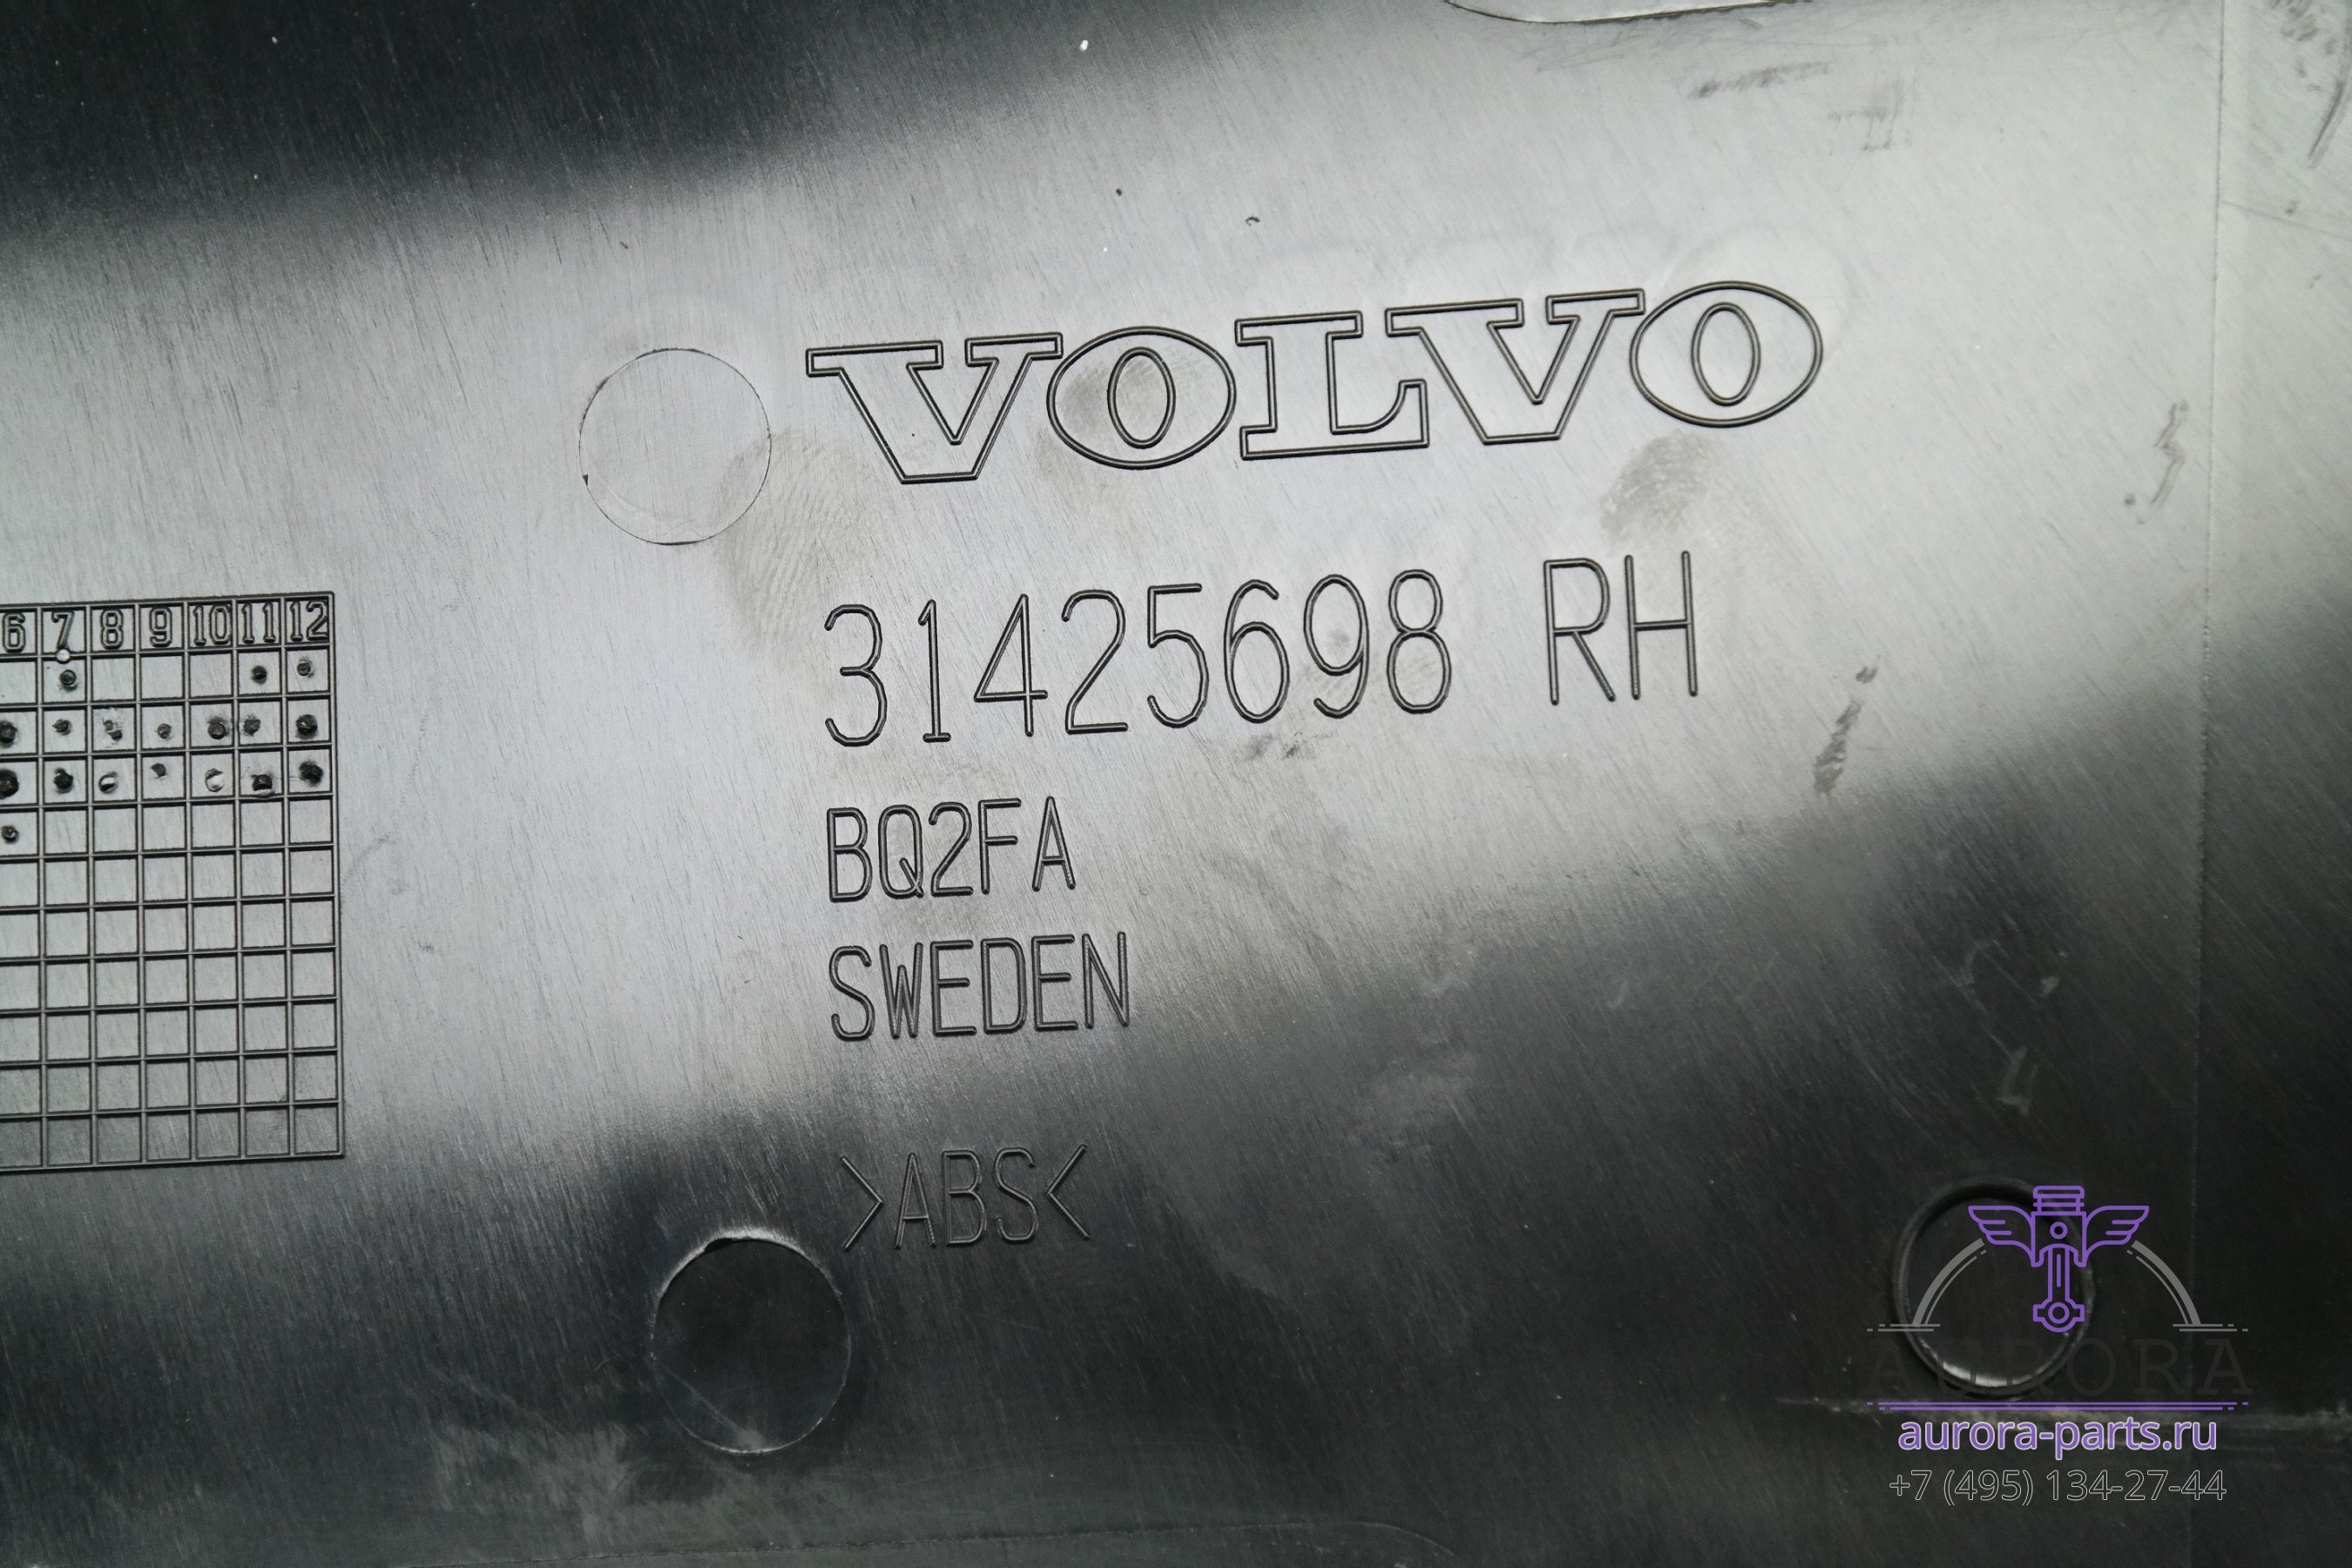 VOLVO
31425698 RH
6 7 8 9 10 11 12
BQ2FA
SWEDEN
>ABS<
AURORA
aurora-parts.ru
+7 (495) 134-27-44